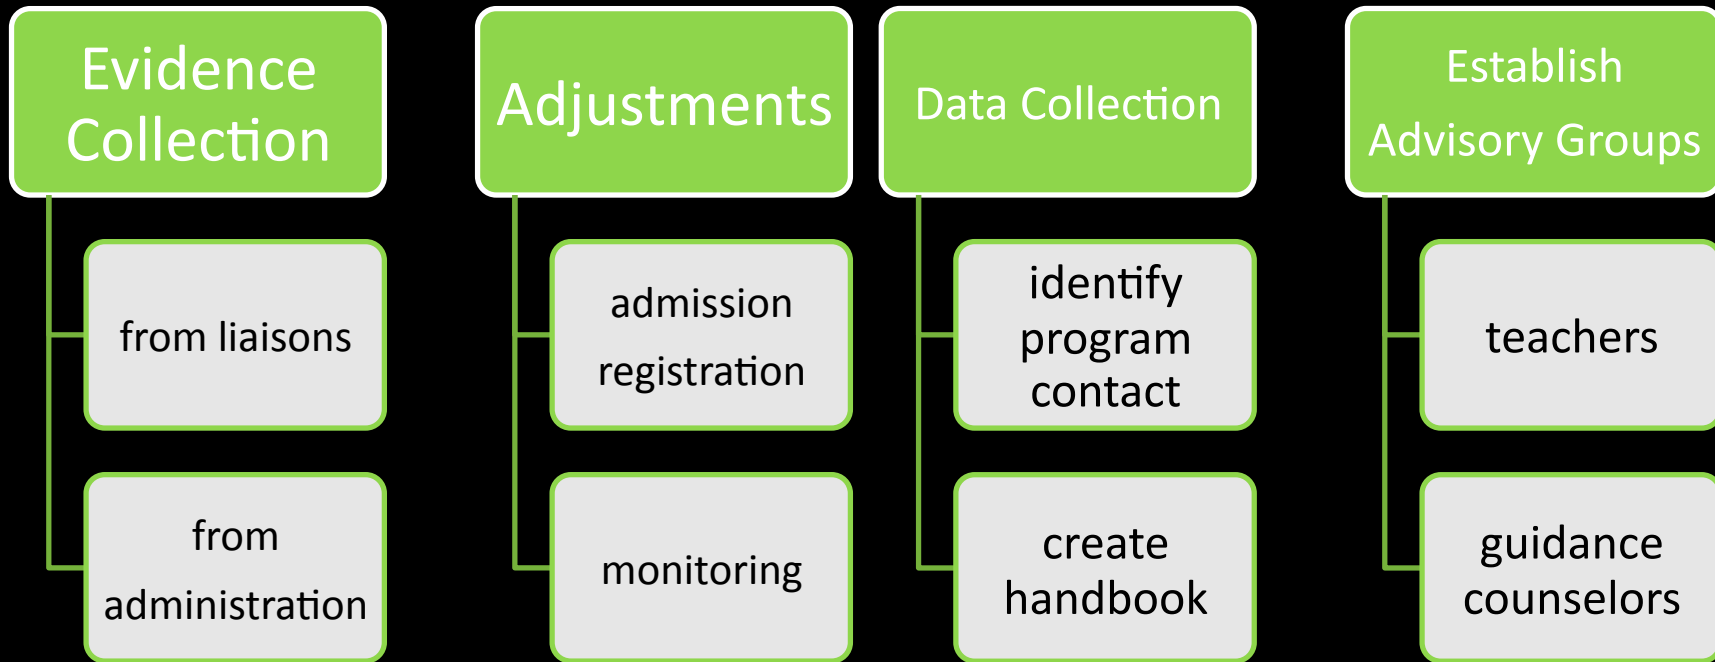 Evidence
Collection
from liaisons
from
administration
Adjustments
admission
registration
monitoring
Data Collection
identify
program
contact
create
handbook
Establish
Advisory Groups
teachers
guidance
counselors